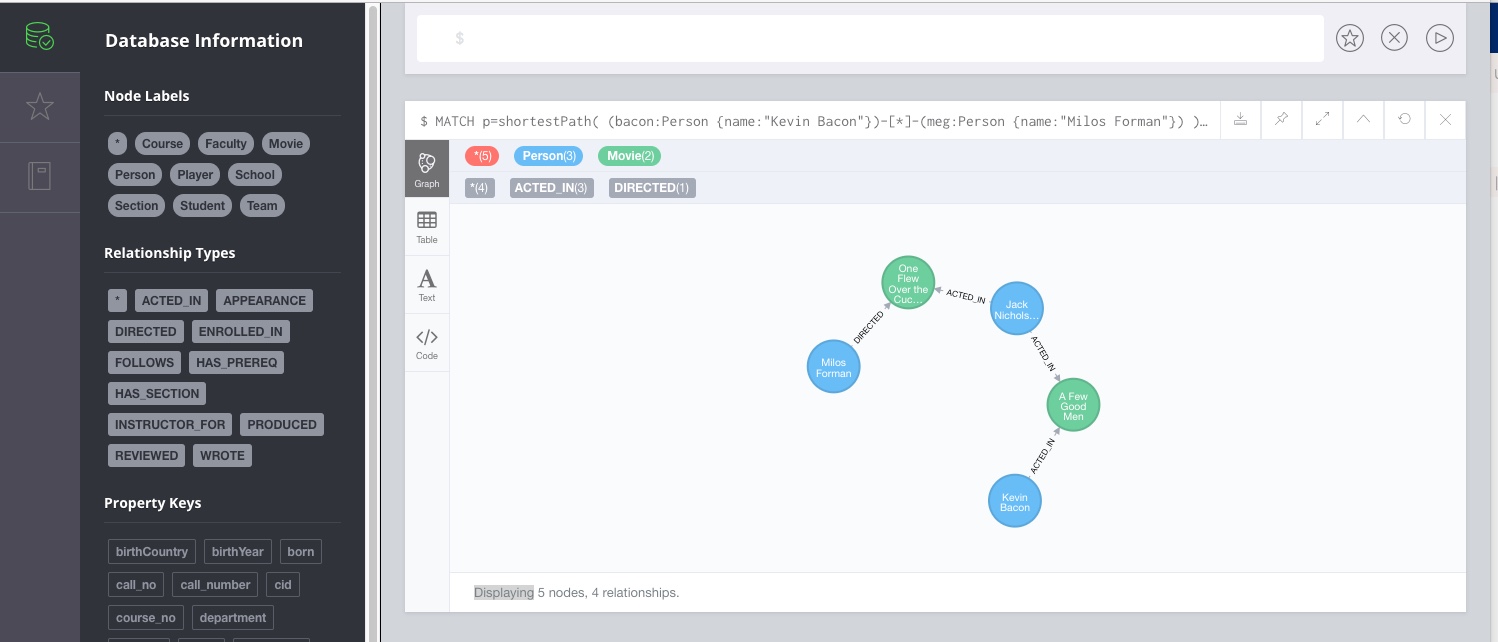 Database Information
Node Labels
* Course Faculty Movie
Person Player School
Section Student Team
Relationship Types
* ACTED_IN APPEARANCE
DIRECTED ENROLLED_IN
FOLLOWS HAS_PREREQ
HAS_SECTION
INSTRUCTOR_FOR PRODUCED
REVIEWED WROTE
Property Keys
birthCountry birthYear born
call_no call_number cid
course_no department
$
$ MATCH p=shortestPath( (bacon:Person {name:"Kevin Bacon"})-[*]-(meg:Person {name:"Milos Forman"}) )…
*(5) Person(3) Movie(2)
*(4) ACTED_IN(3) DIRECTED(1)
Graph
Table
Text
Code
One
Flew
Over the
Cuc…
ACTED_IN
Jack
Nichols…
DIRECTED
Milos
Forman
ACTED_IN
A Few
Good
Men
ACTED_IN
Kevin
Bacon
Displaying 5 nodes, 4 relationships.